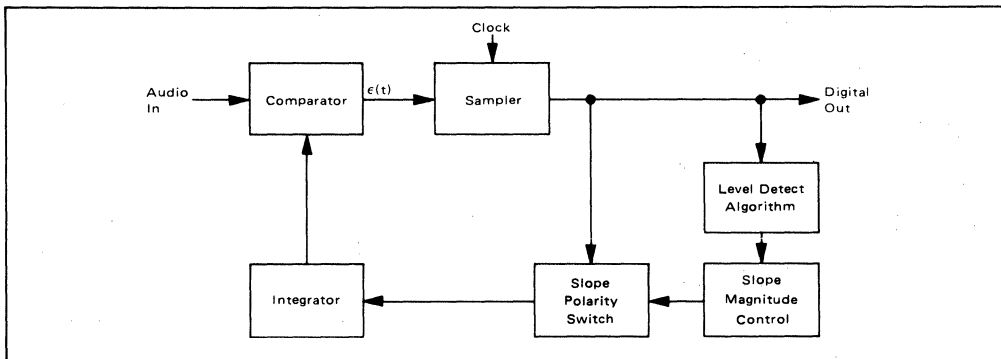 Clock
Audio
In
Comparator
ϵ(t)
Sampler
Digital
Out
Level Detect
Algorithm
Integrator
Slope
Polarity
Switch
Slope
Magnitude
Control